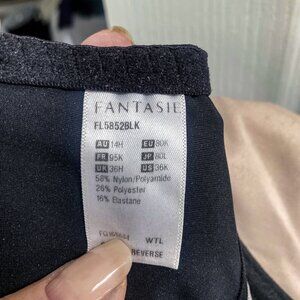 FANTASIE
FL5852BLK
AU 14H EU 80K
FR 95K JP 80L
UK 36H US 36K
58% Nylon/Polyamide
26% Polyester
16% Elastane
WTL
REVERSE